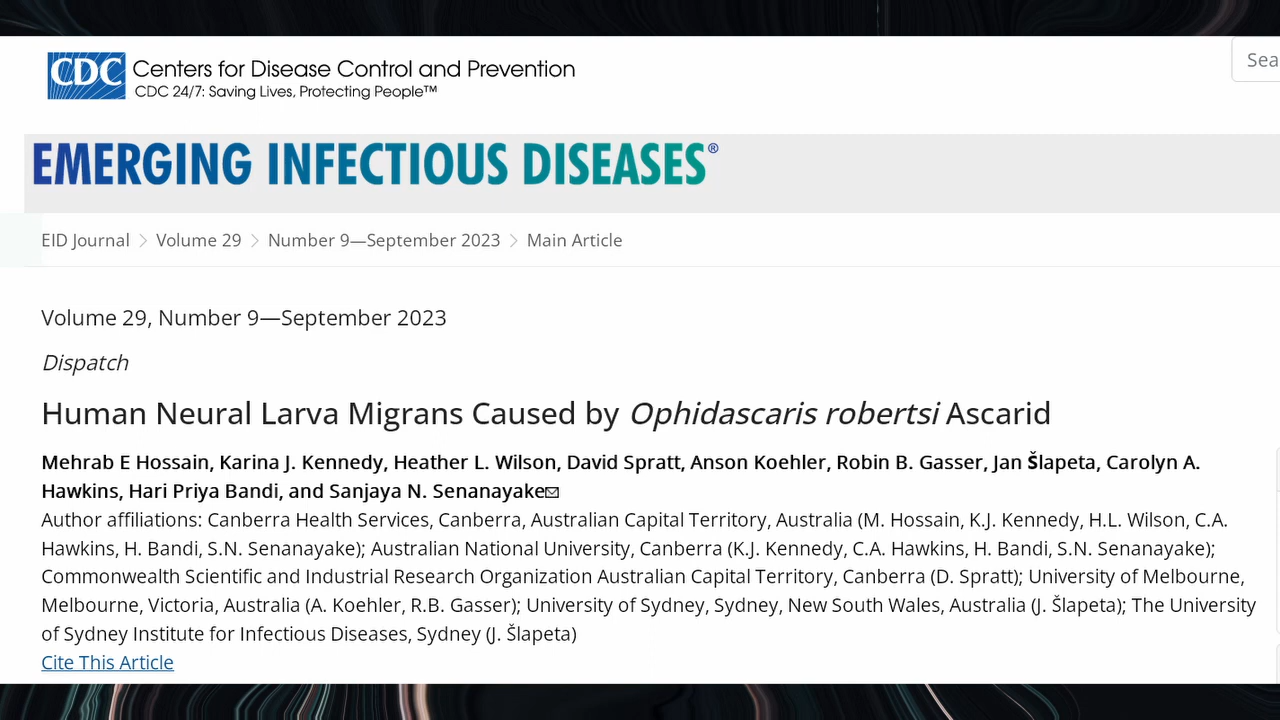 CDC Centers for Disease Control and Prevention
CDC 24/7: Saving Lives, Protecting People™
Sea
EMERGING INFECTIOUS DISEASES®
EID Journal > Volume 29 > Number 9—September 2023 > Main Article
Volume 29, Number 9—September 2023
Dispatch
Human Neural Larva Migrans Caused by Ophidascaris robertsi Ascarid
Mehrab E Hossain, Karina J. Kennedy, Heather L. Wilson, David Spratt, Anson Koehler, Robin B. Gasser, Jan Šlapeta, Carolyn A.
Hawkins, Hari Priya Bandi, and Sanjaya N. Senanayake
Author affiliations: Canberra Health Services, Canberra, Australian Capital Territory, Australia (M. Hossain, K.J. Kennedy, H.L. Wilson, C.A.
Hawkins, H. Bandi, S.N. Senanayake); Australian National University, Canberra (K.J. Kennedy, C.A. Hawkins, H. Bandi, S.N. Senanayake);
Commonwealth Scientific and Industrial Research Organization Australian Capital Territory, Canberra (D. Spratt); University of Melbourne,
Melbourne, Victoria, Australia (A. Koehler, R.B. Gasser); University of Sydney, Sydney, New South Wales, Australia (J. Šlapeta); The University
of Sydney Institute for Infectious Diseases, Sydney (J. Šlapeta)
Cite This Article